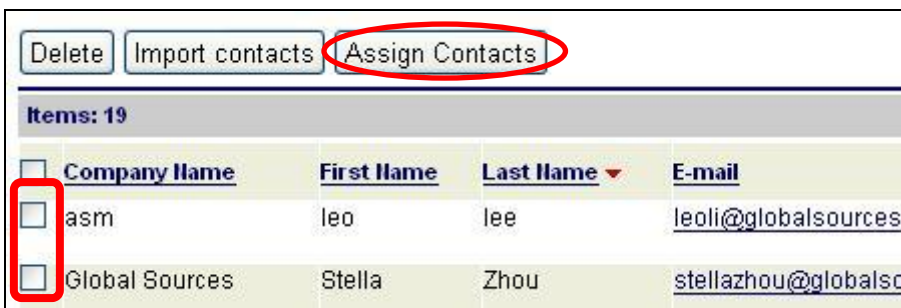 Delete Import contacts Assign Contacts
Items: 19
Company Name First Name Last Name E-mail
asm leo lee leoli@globalsources
Global Sources Stella Zhou stellazhou@globalsc